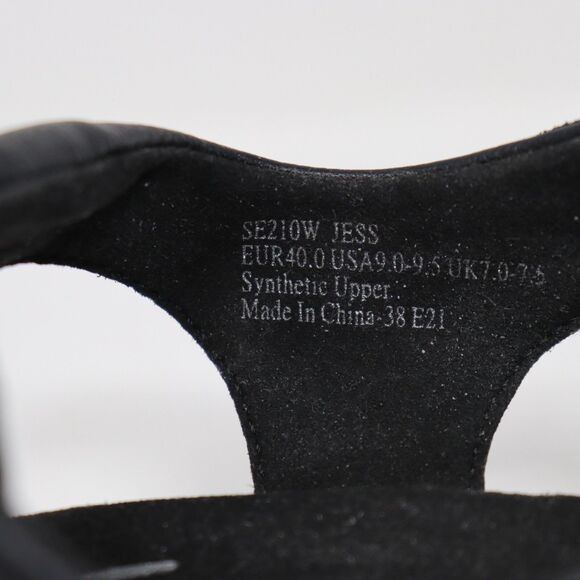 SE210W JESS
EUR40.0 USA9.0-9.5 UK7.0-7.5
Synthetic Upper
Made In China-38 E21